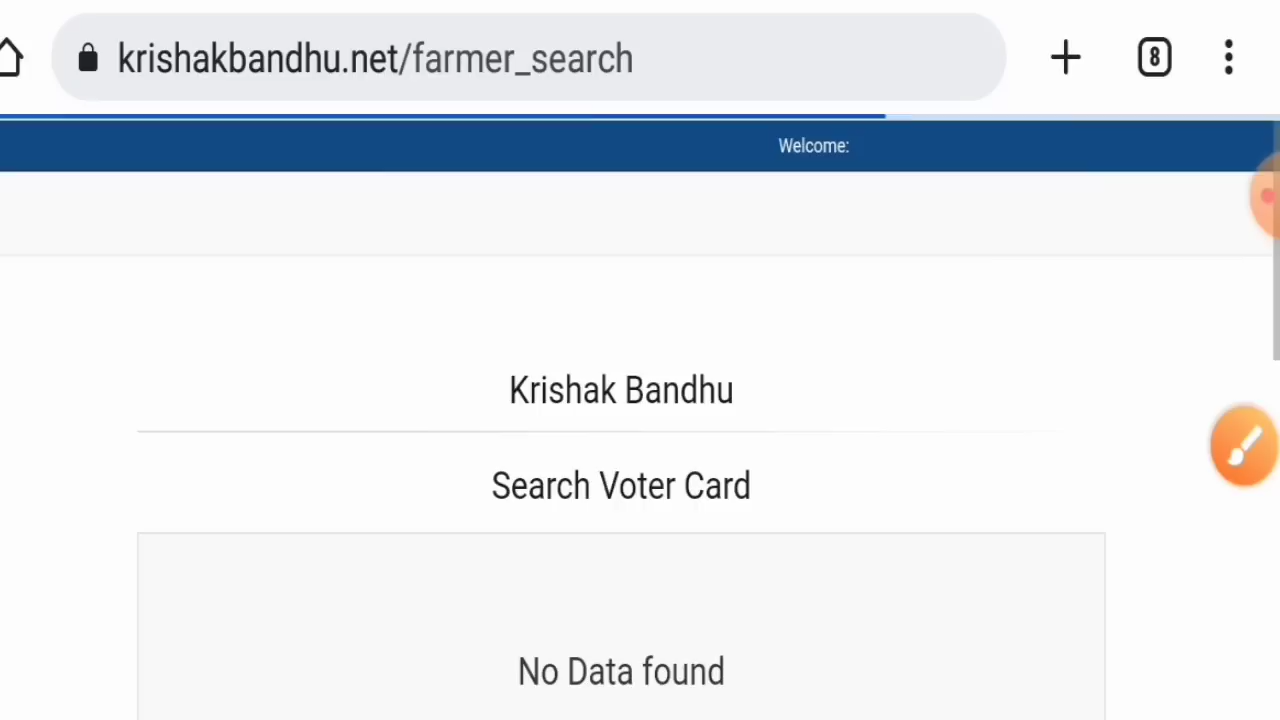 krishakbandhu.net/farmer_search
8
Welcome:
Krishak Bandhu
Search Voter Card
No Data found